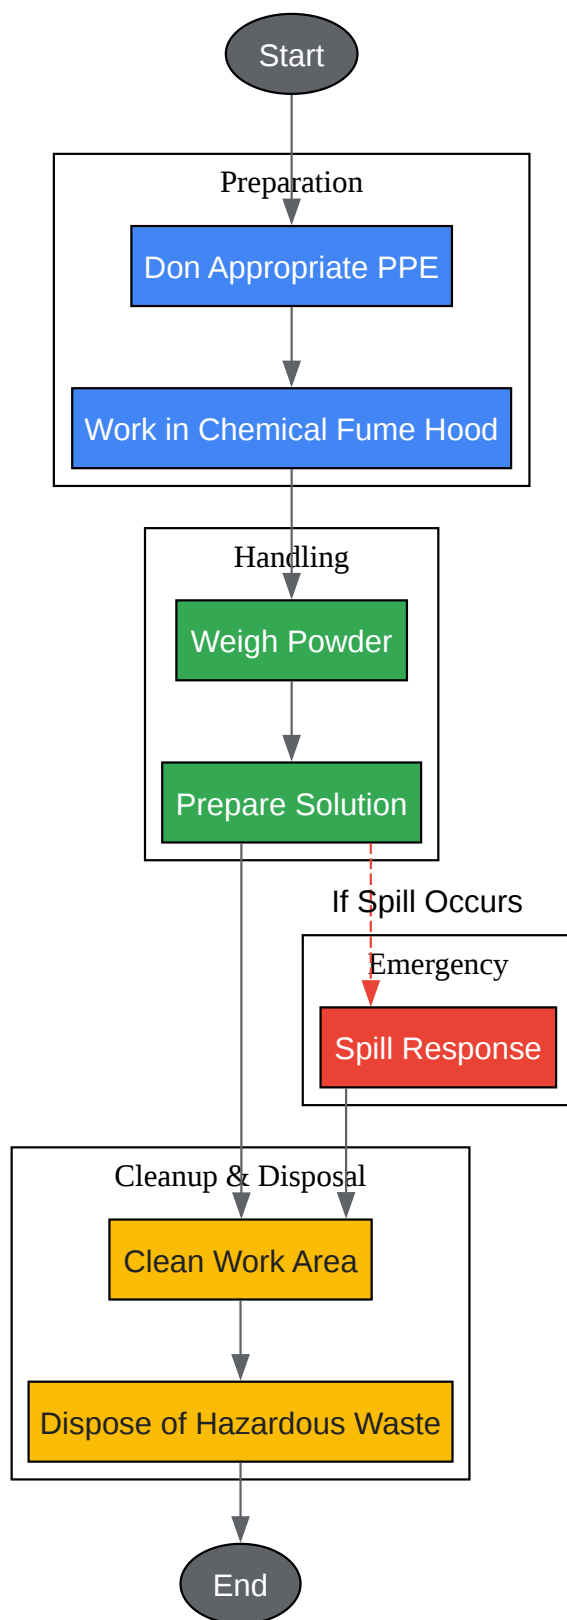 Start
Preparation
Don Appropriate PPE
Work in Chemical Fume Hood
Handling
Weigh Powder
Prepare Solution
If Spill Occurs
Emergency
Spill Response
Cleanup & Disposal
Clean Work Area
Dispose of Hazardous Waste
End